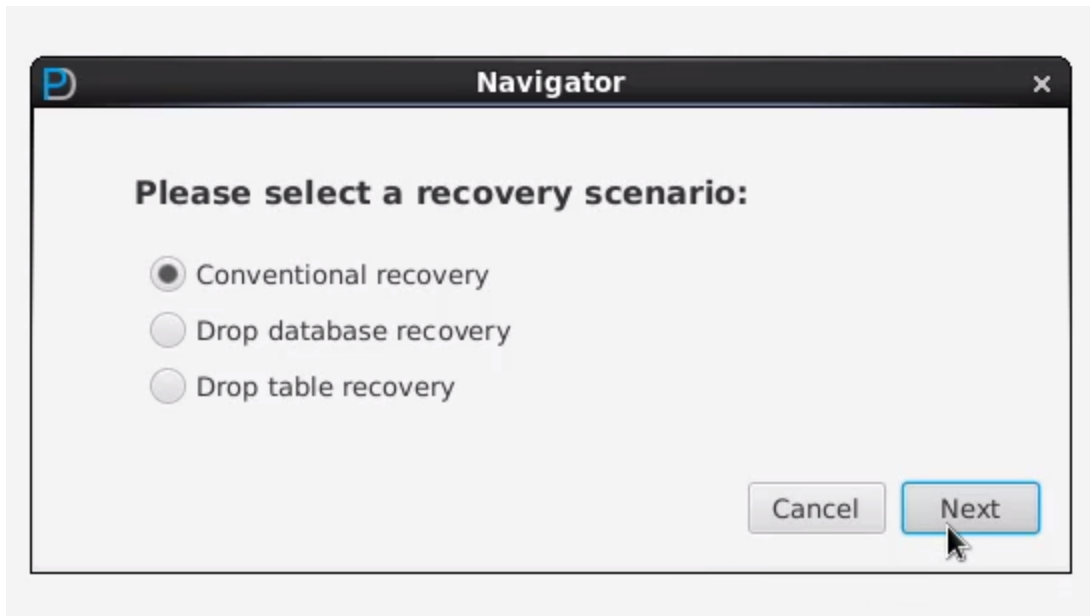 Navigator
Please select a recovery scenario:
Conventional recovery
Drop database recovery
Drop table recovery
Cancel Next